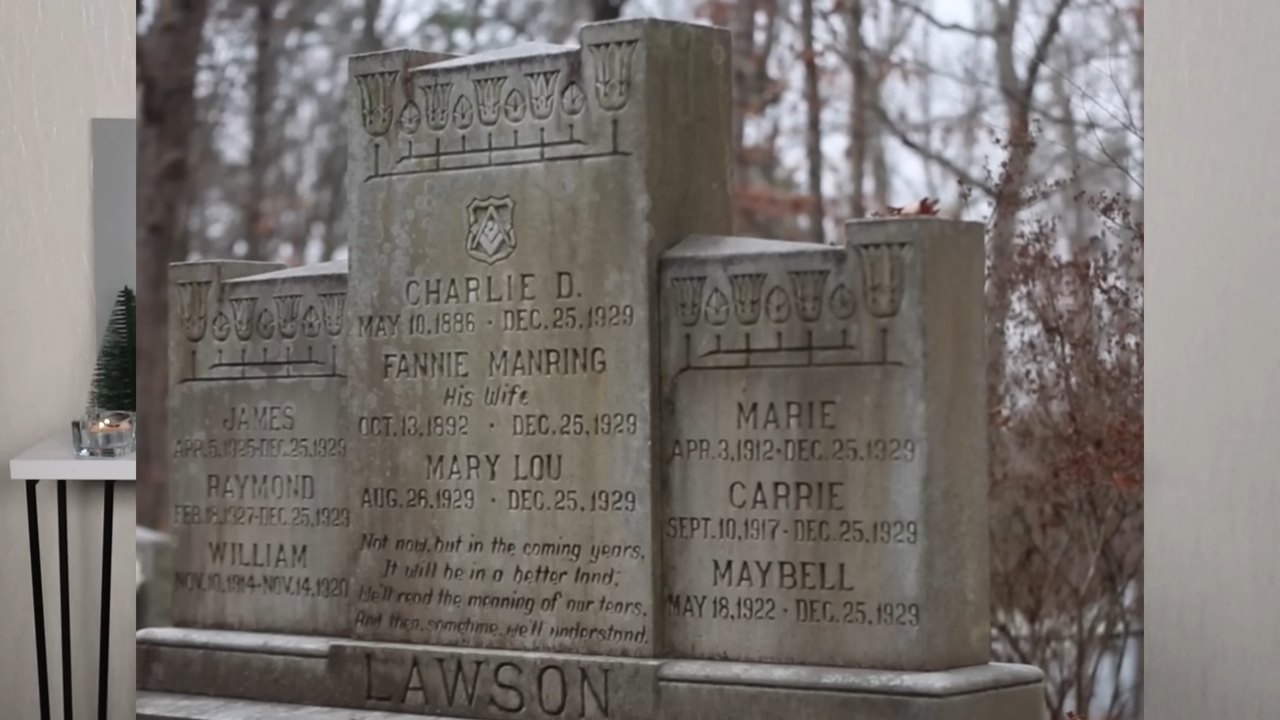 JAMES
APR.5.1925-DEC.25.1929
RAYMOND
FEB.18.1927-DEC.25.1929
WILLIAM
NOV.10.1914-NOV.14.1920
CHARLIE D.
MAY 10.1886 · DEC.25.1929
FANNIE MANRING
His Wife
OCT.13.1892 · DEC.25.1929
MARY LOU
AUG.26.1929 · DEC.25.1929
Not now, but in the coming years,
It will be in a better land;
We'll read the meaning of our tears,
And then, sometime, we'll understand.
MARIE
APR.3.1912·DEC.25.1929
CARRIE
SEPT.10.1917-DEC.25.1929
MAYBELL
MAY 18.1922 · DEC.25.1929
LAWSON